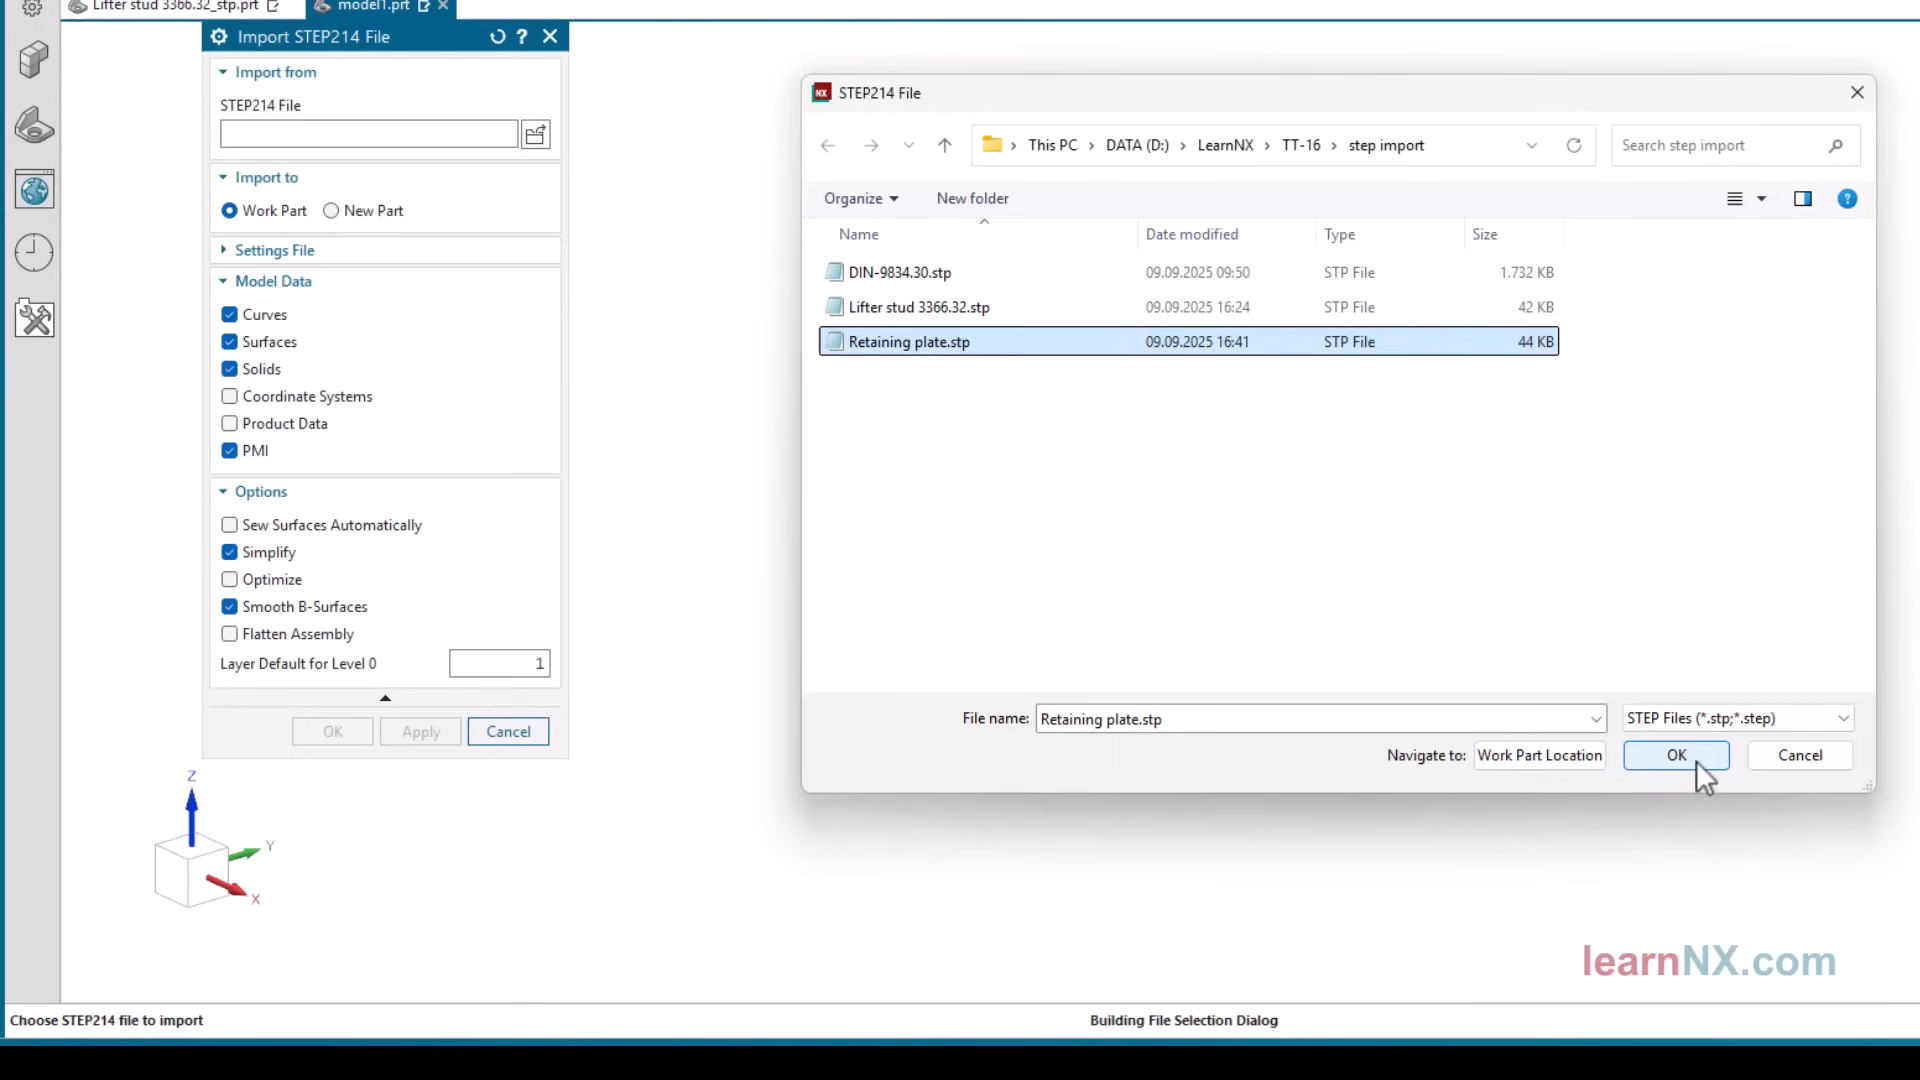 Lifter stud 3366.32_stp.prt
model1.prt
Import STEP214 File
Import from
STEP214 File
Import to
Work Part
New Part
Settings File
Model Data
Curves
Surfaces
Solids
Coordinate Systems
Product Data
PMI
Options
Sew Surfaces Automatically
Simplify
Optimize
Smooth B-Surfaces
Flatten Assembly
Layer Default for Level 0
1
OK
Apply
Cancel
Z
Y
X
NX
STEP214 File
This PC
DATA (D:)
LearnNX
TT-16
step import
Search step import
Organize
New folder
?
Name
Date modified
Type
Size
DIN-9834.30.stp 09.09.2025 09:50 STP File 1.732 KB
Lifter stud 3366.32.stp 09.09.2025 16:24 STP File 42 KB
Retaining plate.stp 09.09.2025 16:41 STP File 44 KB
File name:
Retaining plate.stp
STEP Files (*.stp;*.step)
Navigate to:
Work Part Location
OK
Cancel
learnNX.com
Choose STEP214 file to import
Building File Selection Dialog